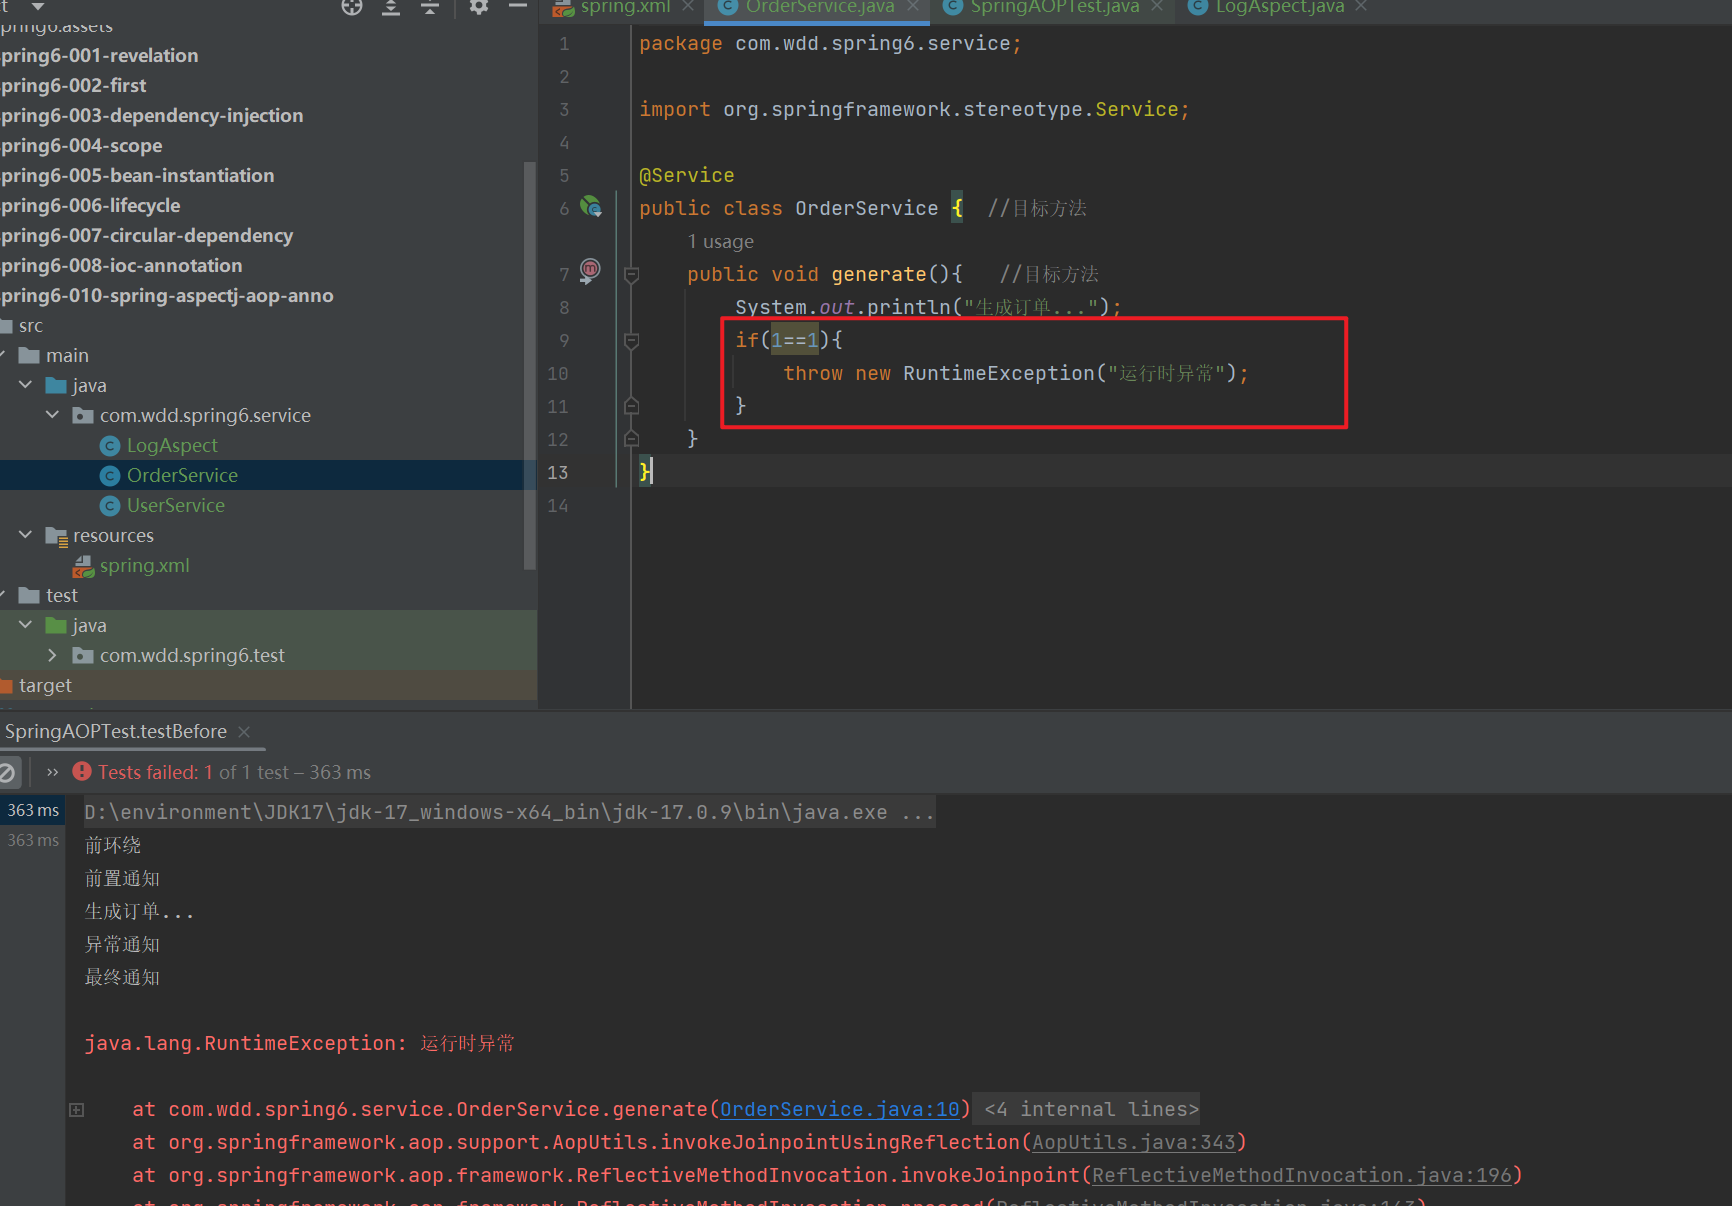 ct
spring.xml
OrderService.java
SpringAOPTest.java
LogAspect.java
pring6.assets
pring6-001-revelation
pring6-002-first
pring6-003-dependency-injection
pring6-004-scope
pring6-005-bean-instantiation
pring6-006-lifecycle
pring6-007-circular-dependency
pring6-008-ioc-annotation
pring6-010-spring-aspectj-aop-anno
src
main
java
com.wdd.spring6.service
LogAspect
OrderService
UserService
resources
spring.xml
test
java
com.wdd.spring6.test
target
1 package com.wdd.spring6.service;
2
3 import org.springframework.stereotype.Service;
4
5 @Service
6 public class OrderService { //目标方法
1 usage
7 public void generate(){ //目标方法
8 System.out.println("生成订单...");
9 if(1==1){
10 throw new RuntimeException("运行时异常");
11 }
12 }
13 }
14
SpringAOPTest.testBefore
Tests failed: 1 of 1 test – 363 ms
363 ms
363 ms
D:\environment\JDK17\jdk-17_windows-x64_bin\jdk-17.0.9\bin\java.exe ...
前环绕
前置通知
生成订单...
异常通知
最终通知
java.lang.RuntimeException: 运行时异常
at com.wdd.spring6.service.OrderService.generate(OrderService.java:10) <4 internal lines>
at org.springframework.aop.support.AopUtils.invokeJoinpointUsingReflection(AopUtils.java:343)
at org.springframework.aop.framework.ReflectiveMethodInvocation.invokeJoinpoint(ReflectiveMethodInvocation.java:196)
at org.springframework.aop.framework.ReflectiveMethodInvocation.proceed(ReflectiveMethodInvocation.java:163)